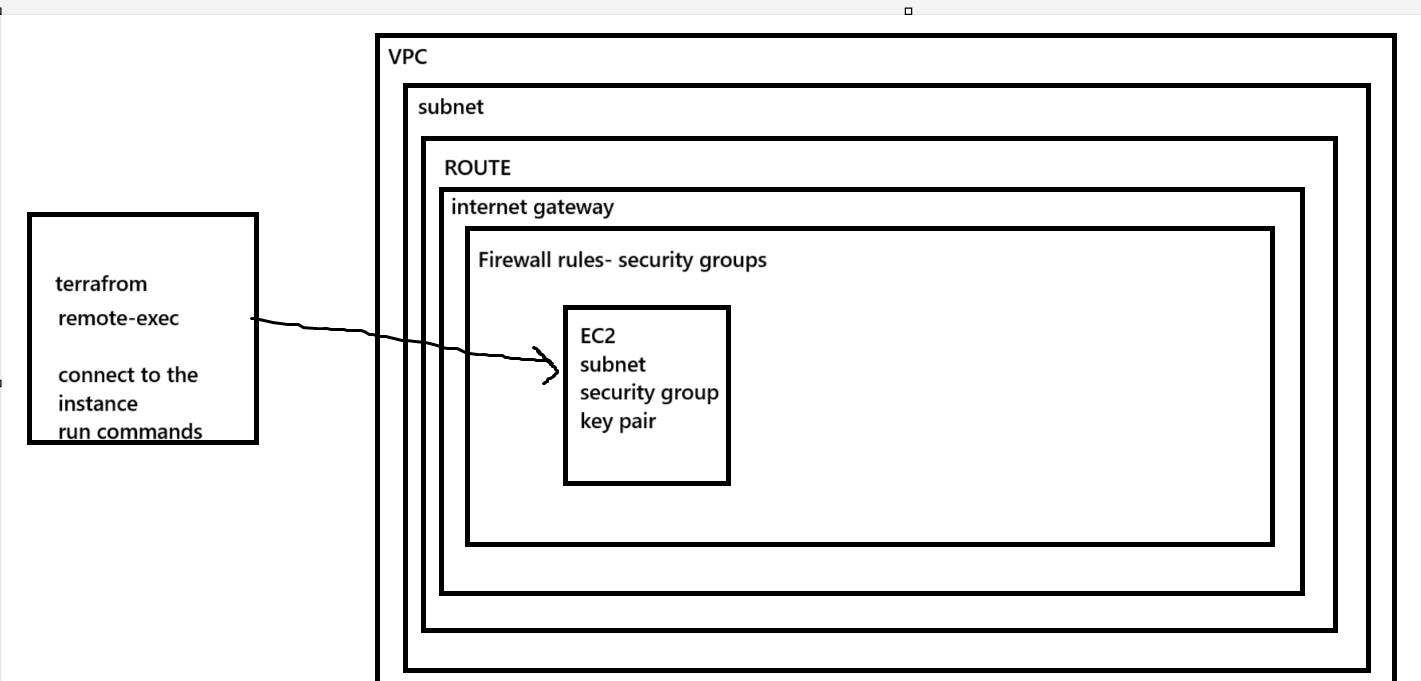 VPC
subnet
ROUTE
internet gateway
Firewall rules- security groups
terrafrom
remote-exec
connect to the
instance
run commands
EC2
subnet
security group
key pair